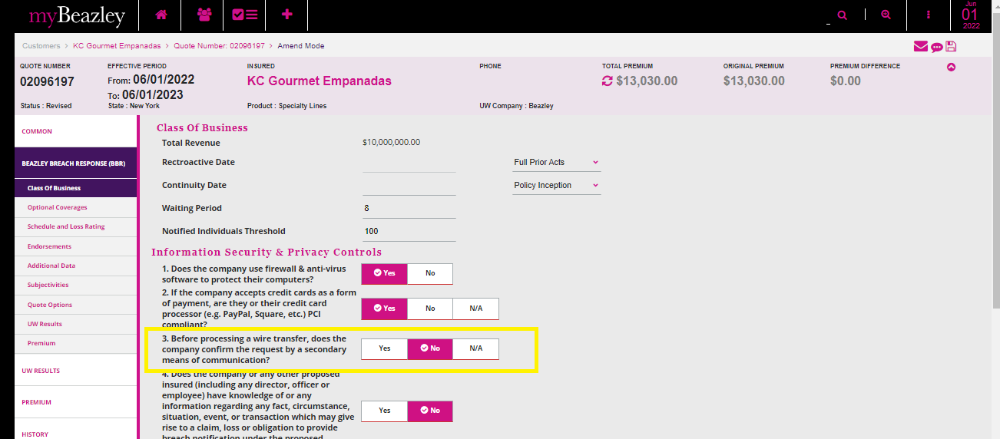 myBeazley
Jun
01
2022
Customers > KC Gourmet Empanadas > Quote Number: 02096197 > Amend Mode
QUOTE NUMBER EFFECTIVE PERIOD INSURED PHONE TOTAL PREMIUM ORIGINAL PREMIUM PREMIUM DIFFERENCE
02096197 From: 06/01/2022 KC Gourmet Empanadas $13,030.00 $13,030.00 $0.00
To: 06/01/2023
Status : Revised State : New York Product : Specialty Lines UW Company : Beazley
COMMON
BEAZLEY BREACH RESPONSE (BBR)
Class Of Business
Optional Coverages
Schedule and Loss Rating
Endorsements
Additional Data
Subjectivities
Quote Options
UW Results
Premium
UW RESULTS
PREMIUM
HISTORY
Class Of Business
Total Revenue $10,000,000.00
Rectroactive Date Full Prior Acts
Continuity Date Policy Inception
Waiting Period 8
Notified Individuals Threshold 100
Information Security & Privacy Controls
1. Does the company use firewall & anti-virus
software to protect their computers?
Yes No
2. If the company accepts credit cards as a form
of payment, are they or their credit card
processor (e.g. PayPal, Square, etc.) PCI
compliant?
Yes No N/A
3. Before processing a wire transfer, does the
company confirm the request by a secondary
means of communication?
Yes No N/A
4. Does the company or any other proposed
insured (including any director, officer or
employee) have knowledge of or any
information regarding any fact, circumstance,
situation, event, or transaction which may give
rise to a claim, loss or obligation to provide
breach notification under the proposed
Yes No